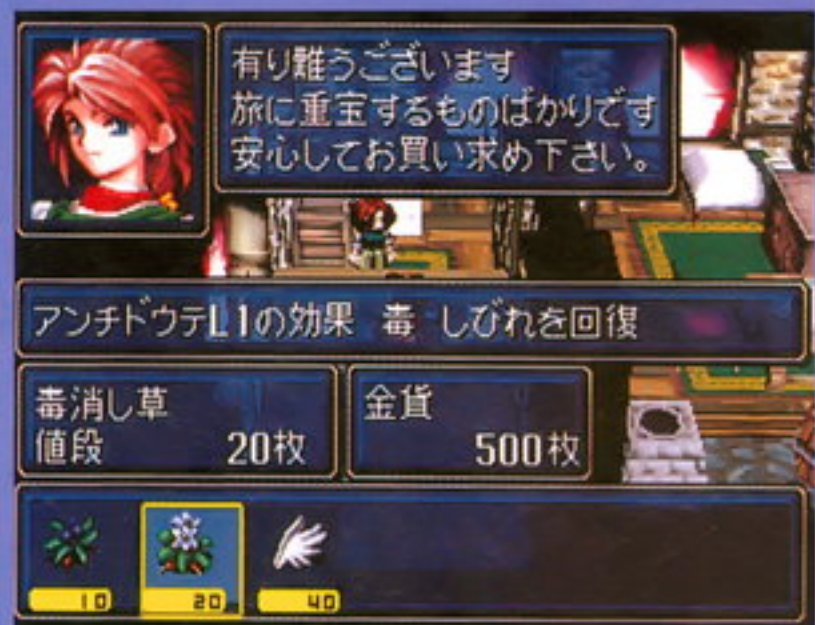 有り難うございます
旅に重宝するものばかりです
安心してお買い求め下さい。
アンチドウテL1の効果 毒 しびれを回復
毒消し草
値段 20枚
金貨
500枚
10 20 40